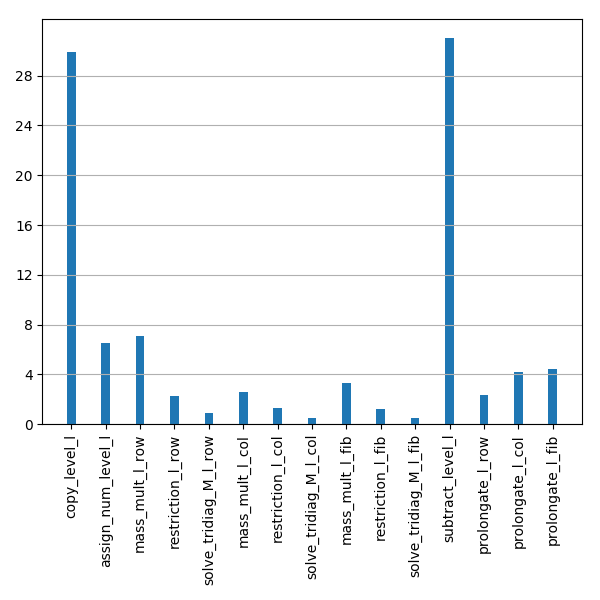 28
24
20
16
12
8
4
0
copy_level_l
assign_num_level_l
mass_mult_l_row
restriction_l_row
solve_tridiag_M_l_row
mass_mult_l_col
restriction_l_col
solve_tridiag_M_l_col
mass_mult_l_fib
restriction_l_fib
solve_tridiag_M_l_fib
subtract_level_l
prolongate_l_row
prolongate_l_col
prolongate_l_fib